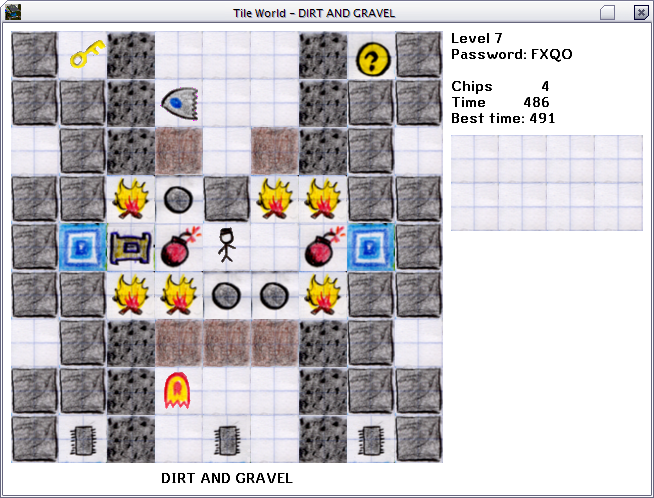 Tile World - DIRT AND GRAVEL
Level 7
Password: FXQO
Chips 4
Time 486
Best time: 491
?
DIRT AND GRAVEL